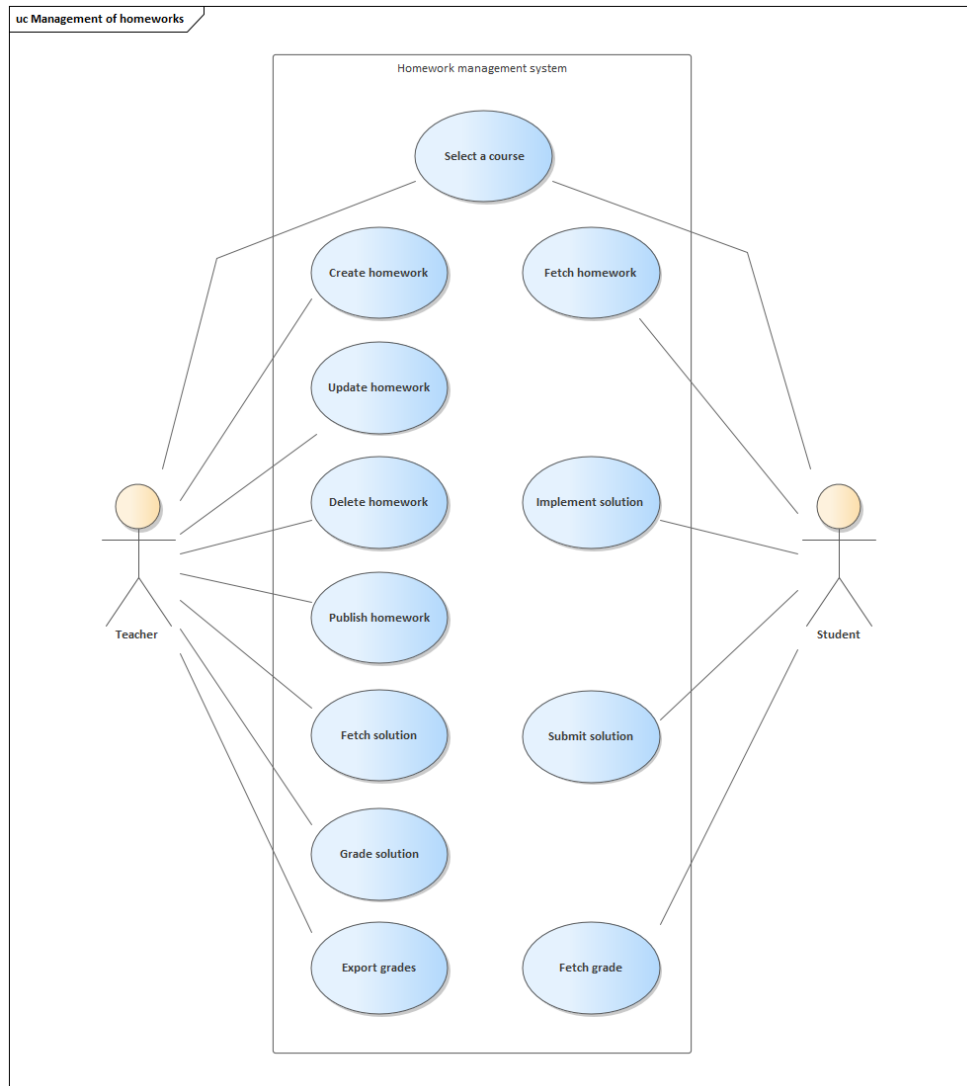 uc Management of homeworks
Homework management system
Select a course
Create homework
Fetch homework
Update homework
Delete homework
Implement solution
Publish homework
Teacher
Student
Fetch solution
Submit solution
Grade solution
Export grades
Fetch grade